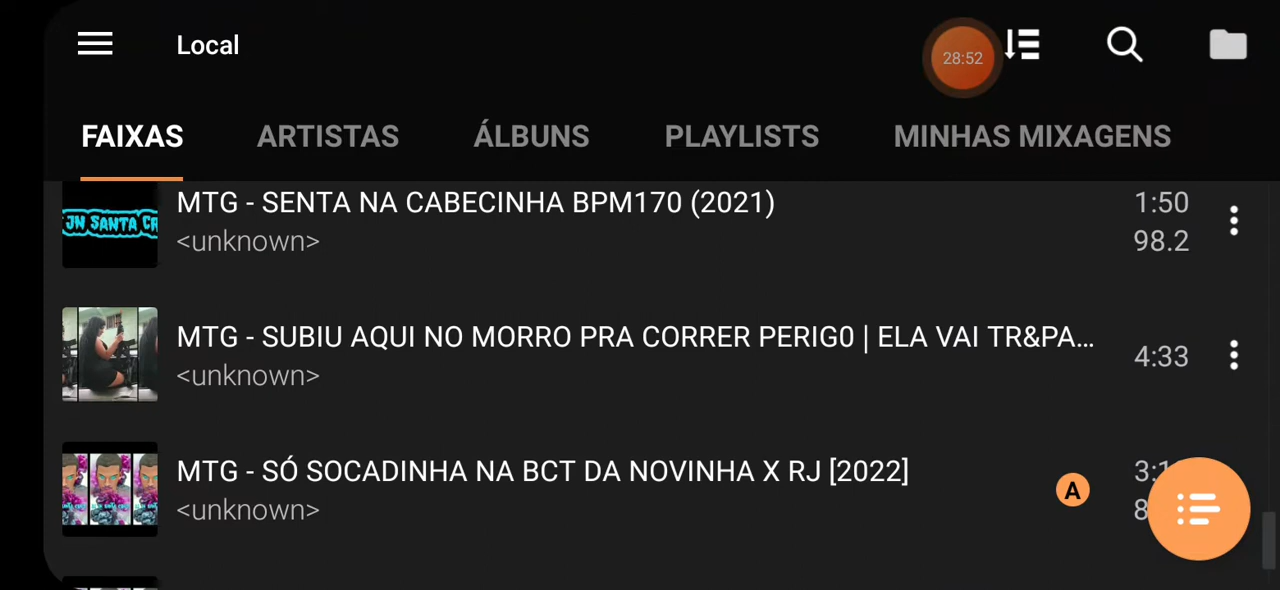 Local
28:52
FAIXAS ARTISTAS ÁLBUNS PLAYLISTS MINHAS MIXAGENS
MTG - SENTA NA CABECINHA BPM170 (2021)
1:50
<unknown>
98.2
MTG - SUBIU AQUI NO MORRO PRA CORRER PERIG0 | ELA VAI TR&PA...
<unknown>
4:33
MTG - SÓ SOCADINHA NA BCT DA NOVINHA X RJ [2022]
<unknown>
A